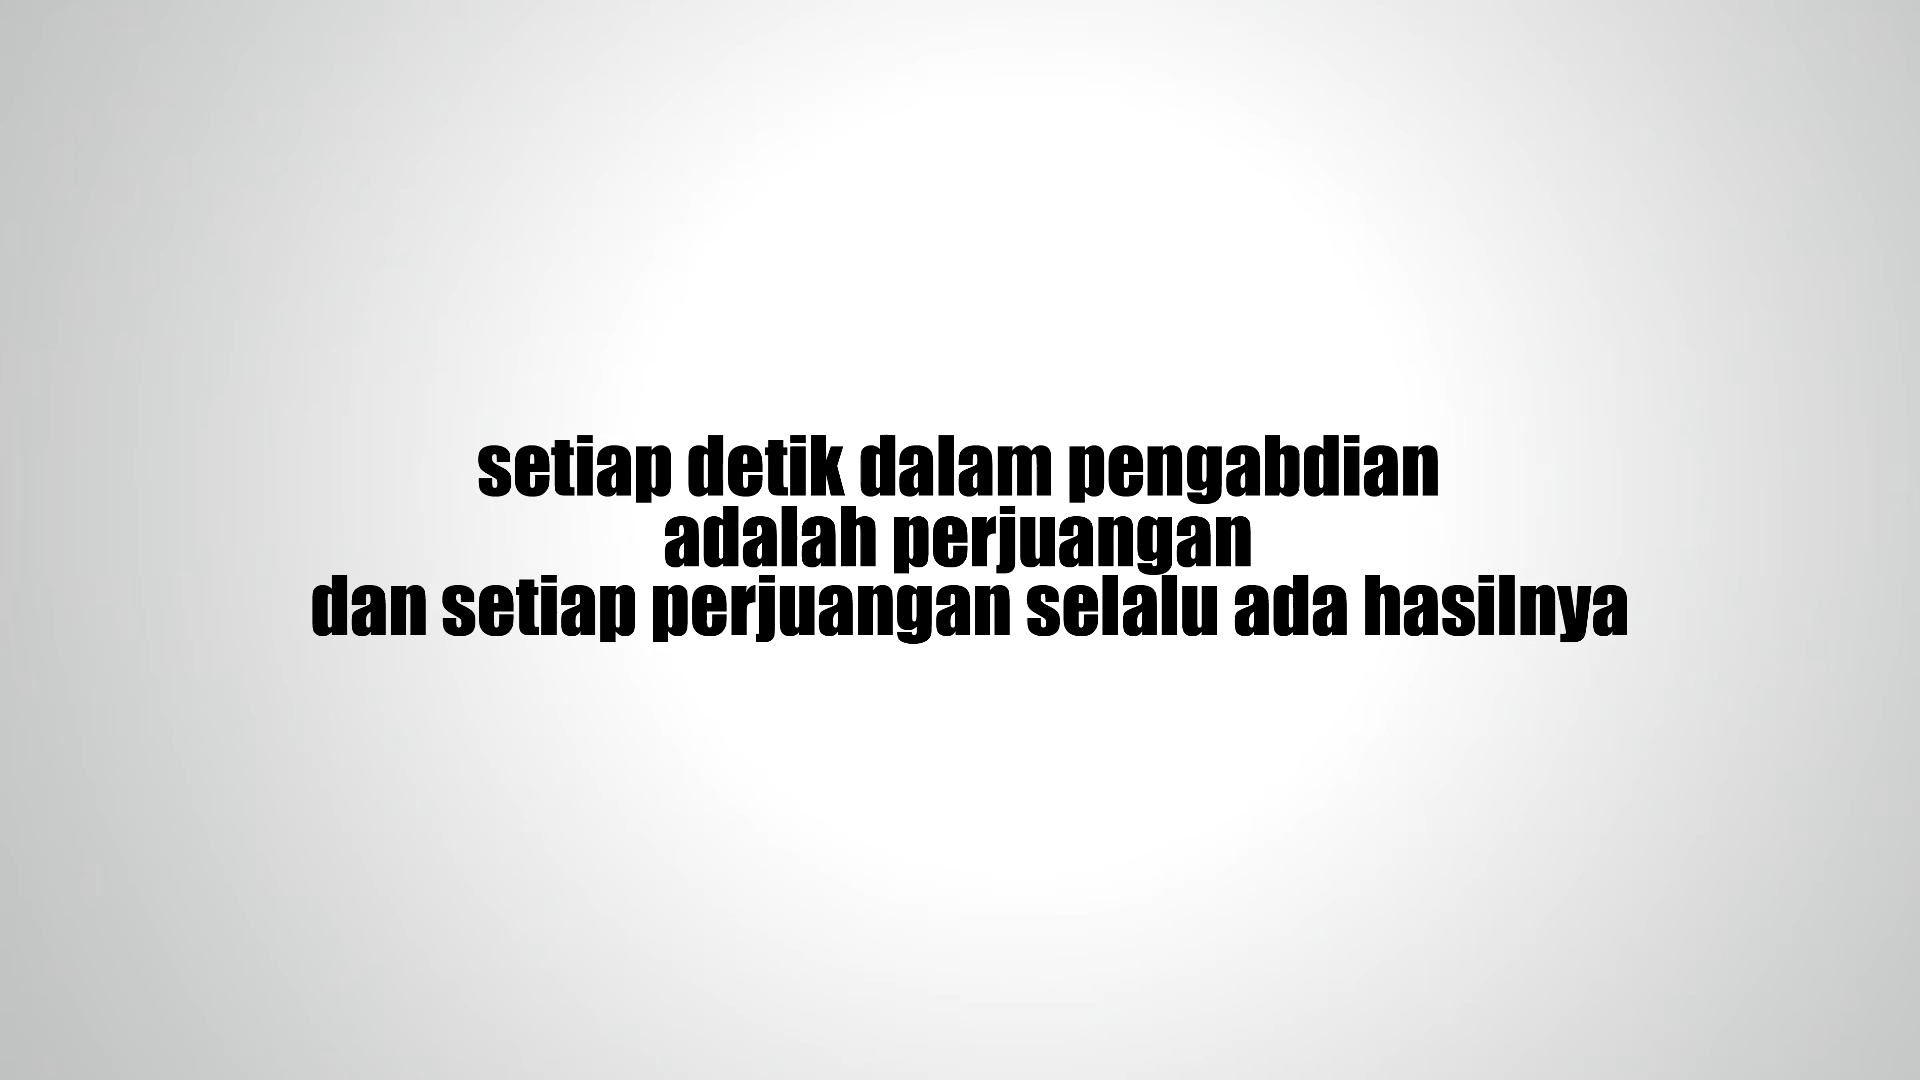 setiap detik dalam pengabdian
adalah perjuangan
dan setiap perjuangan selalu ada hasilnya